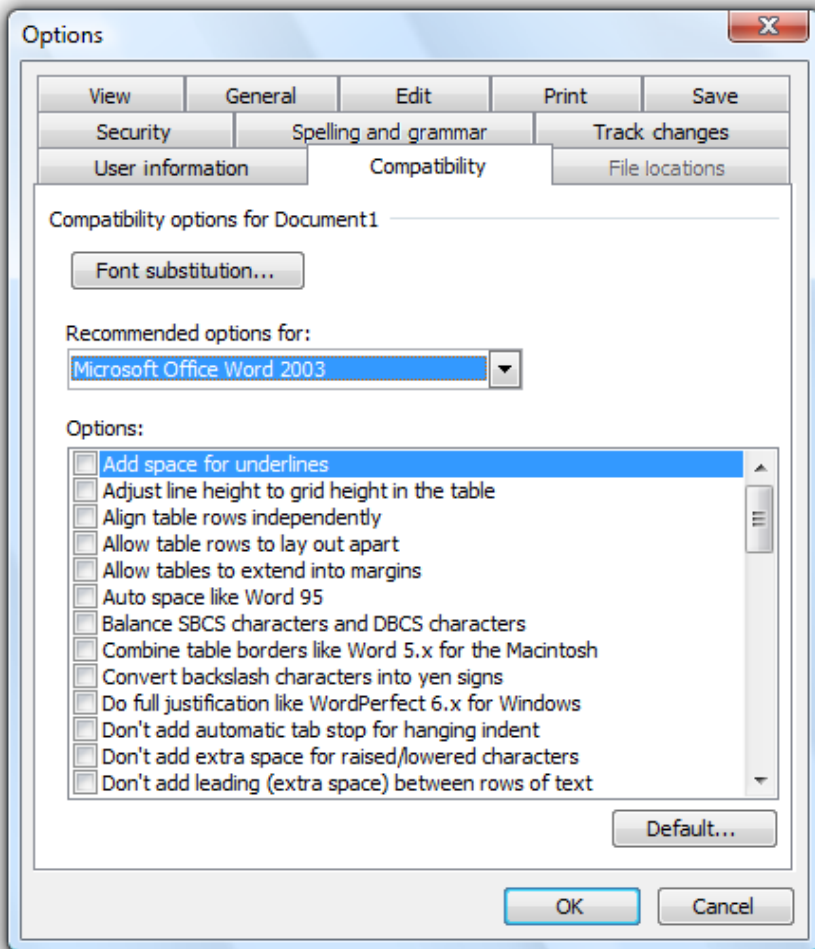 Options
View General Edit Print Save
Security Spelling and grammar Track changes
User information Compatibility File locations
Compatibility options for Document1
Font substitution...
Recommended options for:
Microsoft Office Word 2003
Options:
Add space for underlines
Adjust line height to grid height in the table
Align table rows independently
Allow table rows to lay out apart
Allow tables to extend into margins
Auto space like Word 95
Balance SBCS characters and DBCS characters
Combine table borders like Word 5.x for the Macintosh
Convert backslash characters into yen signs
Do full justification like WordPerfect 6.x for Windows
Don't add automatic tab stop for hanging indent
Don't add extra space for raised/lowered characters
Don't add leading (extra space) between rows of text
Default...
OK Cancel